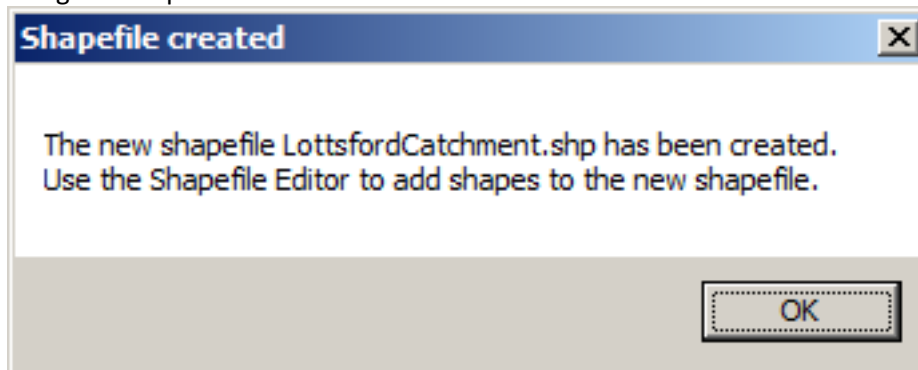 Shapefile created
The new shapefile LottsfordCatchment.shp has been created.
Use the Shapefile Editor to add shapes to the new shapefile.
OK